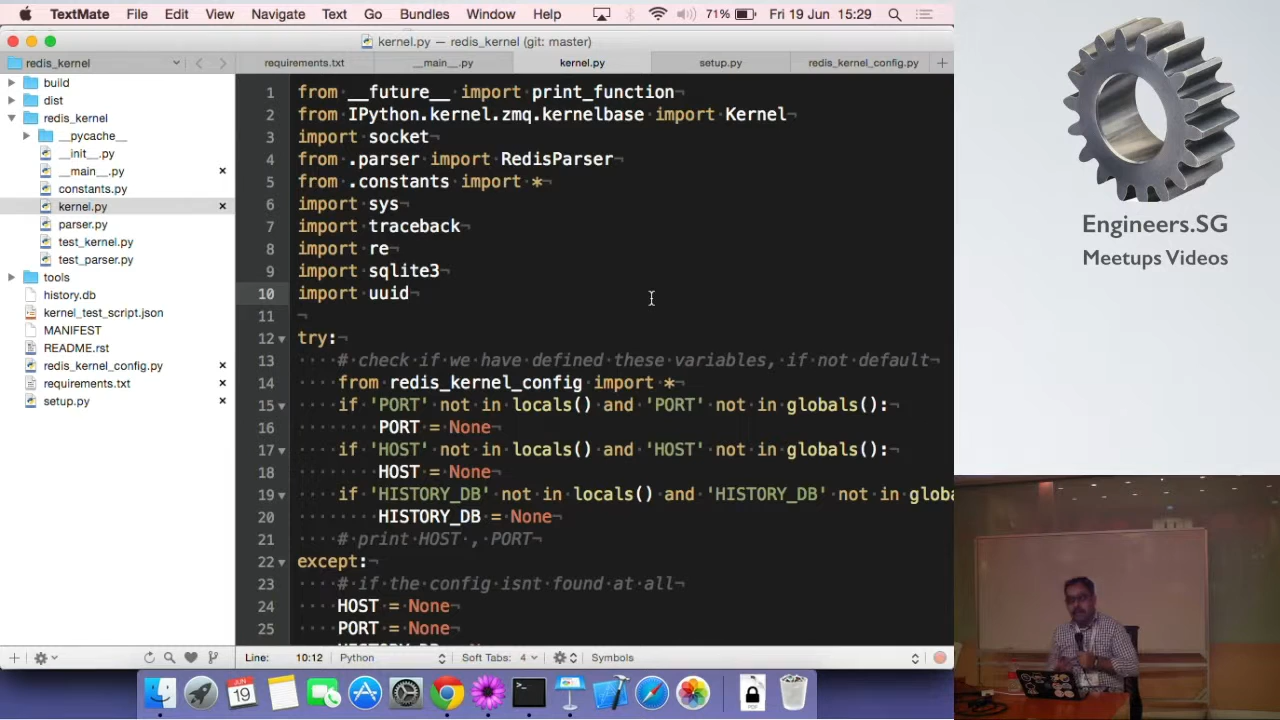 TextMate File Edit View Navigate Text Go Bundles Window Help 71% Fri 19 Jun 15:29
kernel.py — redis_kernel (git: master)
redis_kernel
requirements.txt __main__.py kernel.py setup.py redis_kernel_config.py
build
dist
redis_kernel
__pycache__
__init__.py
__main__.py
constants.py
kernel.py
parser.py
test_kernel.py
test_parser.py
tools
history.db
kernel_test_script.json
MANIFEST
README.rst
redis_kernel_config.py
requirements.txt
setup.py
1 from __future__ import print_function
2 from IPython.kernel.zmq.kernelbase import Kernel
3 import socket
4 from .parser import RedisParser
5 from .constants import *
6 import sys
7 import traceback
8 import re
9 import sqlite3
10 import uuid
11
12 try:
13 # check if we have defined these variables, if not default
14 from redis_kernel_config import *
15 if 'PORT' not in locals() and 'PORT' not in globals():
16 PORT = None
17 if 'HOST' not in locals() and 'HOST' not in globals():
18 HOST = None
19 if 'HISTORY_DB' not in locals() and 'HISTORY_DB' not in globa
20 HISTORY_DB = None
21 # print HOST , PORT
22 except:
23 # if the config isnt found at all
24 HOST = None
25 PORT = None
Line: 10:12 Python Soft Tabs: 4 Symbols
19
PDF
Engineers.SG
Meetups Videos